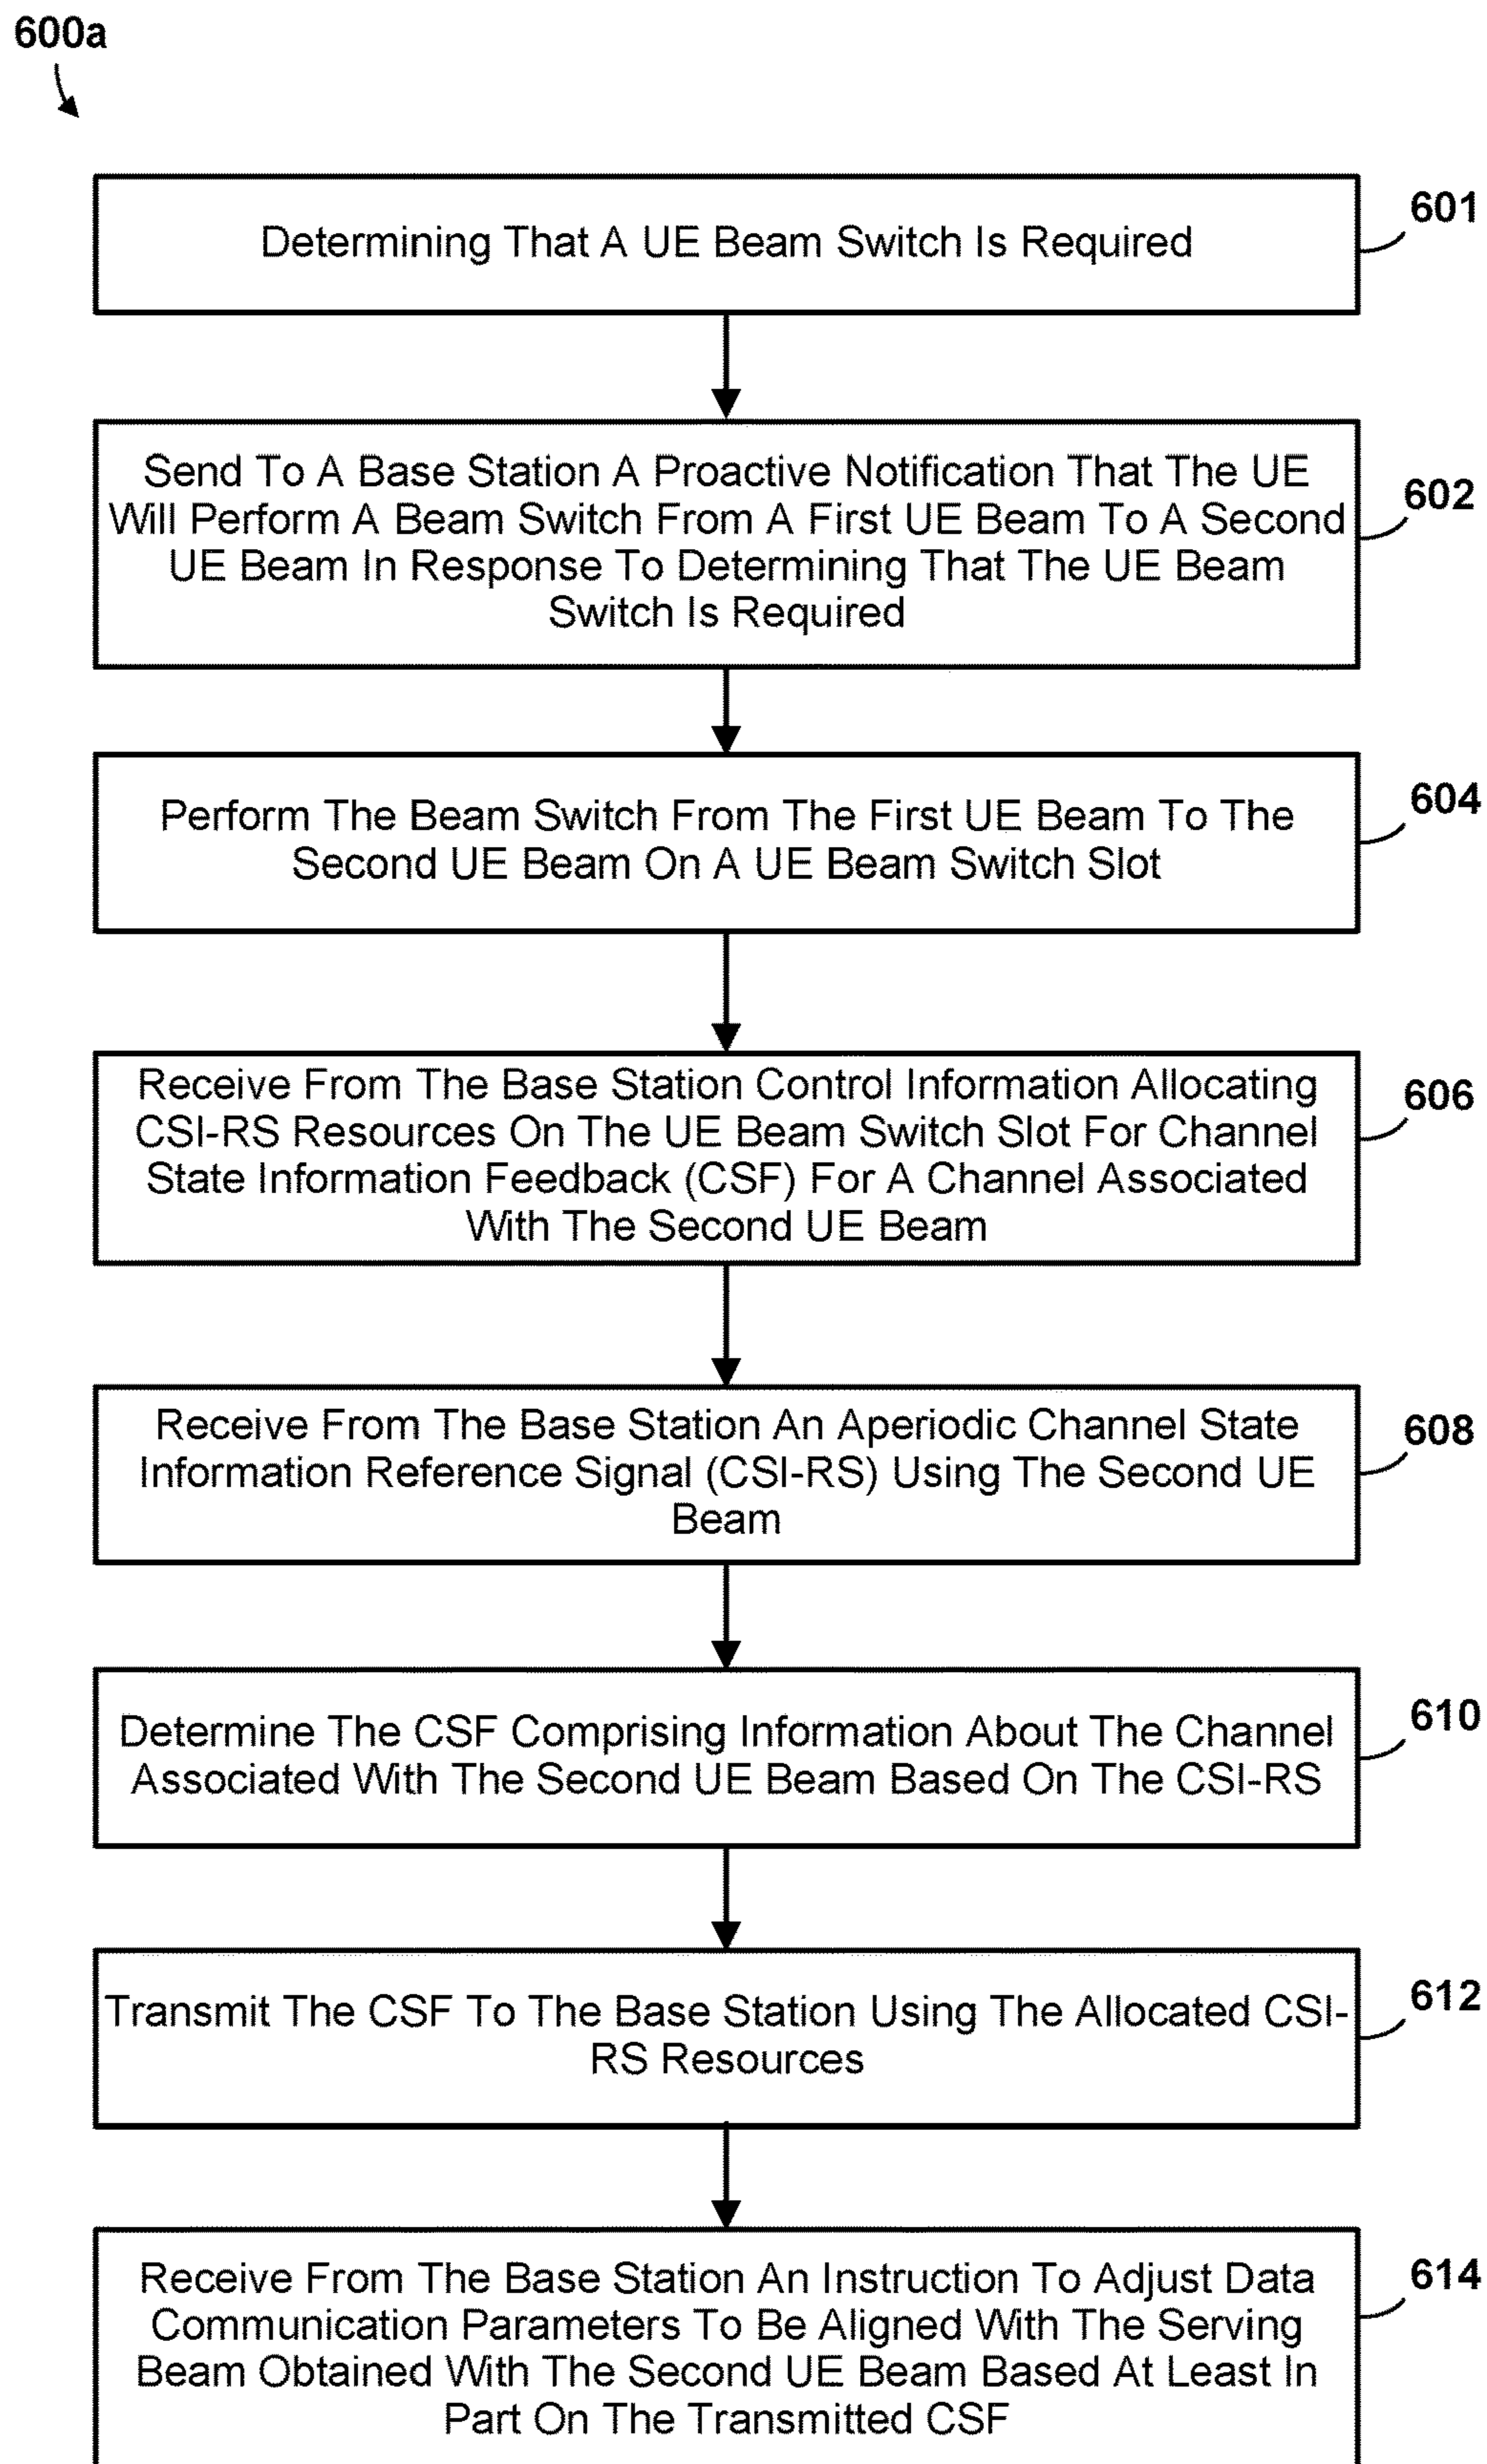 600a
Determining That A UE Beam Switch Is Required
601
Send To A Base Station A Proactive Notification That The UE
Will Perform A Beam Switch From A First UE Beam To A Second
UE Beam In Response To Determining That The UE Beam
Switch Is Required
602
Perform The Beam Switch From The First UE Beam To The
Second UE Beam On A UE Beam Switch Slot
604
Receive From The Base Station Control Information Allocating
CSI-RS Resources On The UE Beam Switch Slot For Channel
State Information Feedback (CSF) For A Channel Associated
With The Second UE Beam
606
Receive From The Base Station An Aperiodic Channel State
Information Reference Signal (CSI-RS) Using The Second UE
Beam
608
Determine The CSF Comprising Information About The Channel
Associated With The Second UE Beam Based On The CSI-RS
610
Transmit The CSF To The Base Station Using The Allocated CSI-
RS Resources
612
Receive From The Base Station An Instruction To Adjust Data
Communication Parameters To Be Aligned With The Serving
Beam Obtained With The Second UE Beam Based At Least In
Part On The Transmitted CSF
614